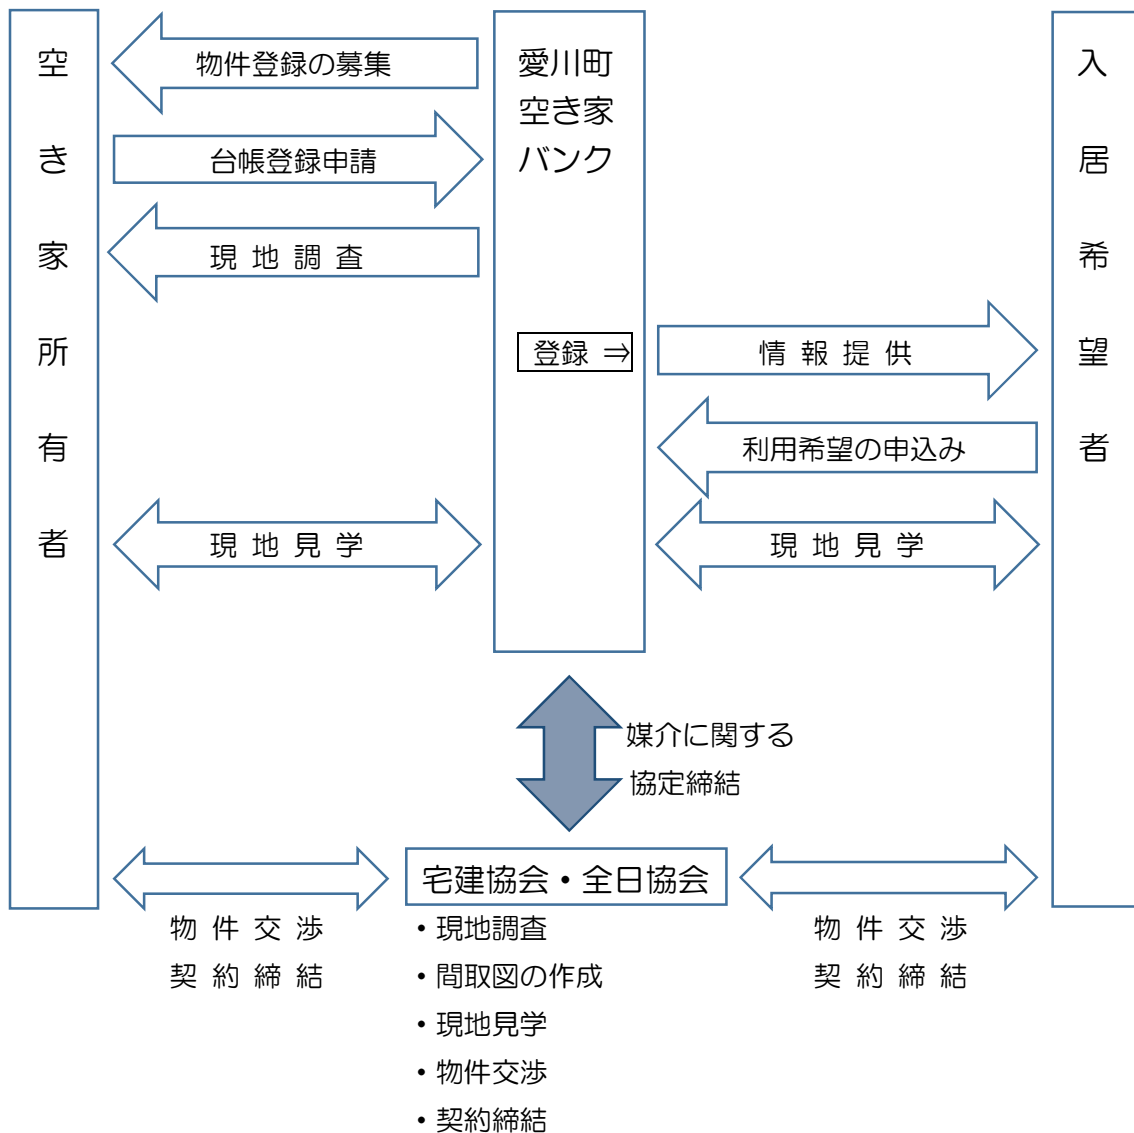 空き家所有者
物件登録の募集
台帳登録申請
現地調査
現地見学
愛川町
空き家
バンク
登録 ⇒
情報提供
利用希望の申込み
現地見学
入居希望者
媒介に関する
協定締結
宅建協会・全日協会
物件交渉
契約締結
・現地調査
・間取図の作成
・現地見学
・物件交渉
・契約締結
物件交渉
契約締結